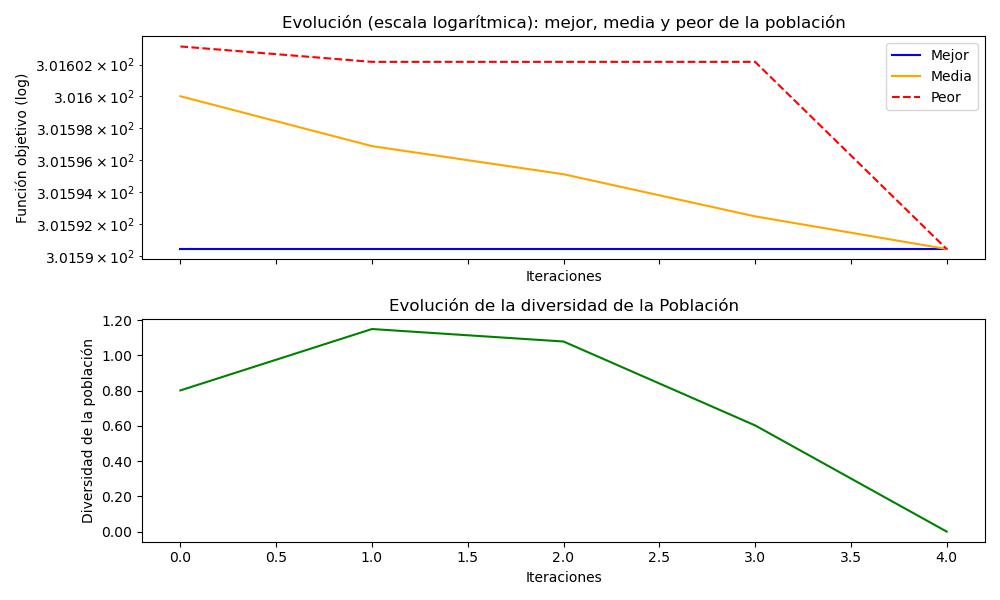 Evolución (escala logarítmica): mejor, media y peor de la población
Función objetivo (log)
3.01602 × 10²
3.016 × 10²
3.01598 × 10²
3.01596 × 10²
3.01594 × 10²
3.01592 × 10²
3.0159 × 10²
Mejor
Media
Peor
Iteraciones
Evolución de la diversidad de la Población
Diversidad de la población
1.20
1.00
0.80
0.60
0.40
0.20
0.00
0.0 0.5 1.0 1.5 2.0 2.5 3.0 3.5 4.0
Iteraciones